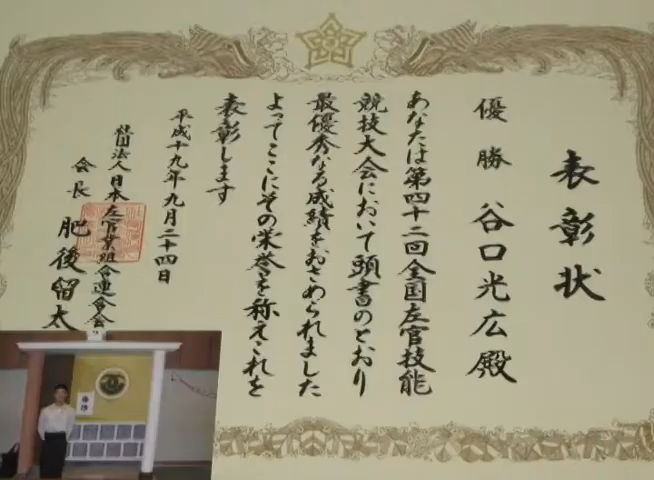 表彰状
優勝 谷口光広殿
あなたは第四十二回全国左官技能
競技大会において頭書のとおり
最優秀なる成績をおさめられました
よってここにその栄誉を称えこれを
表彰します
平成十九年九月二十四日
社団法人日本左官業組合連合会
会長 肥後留太